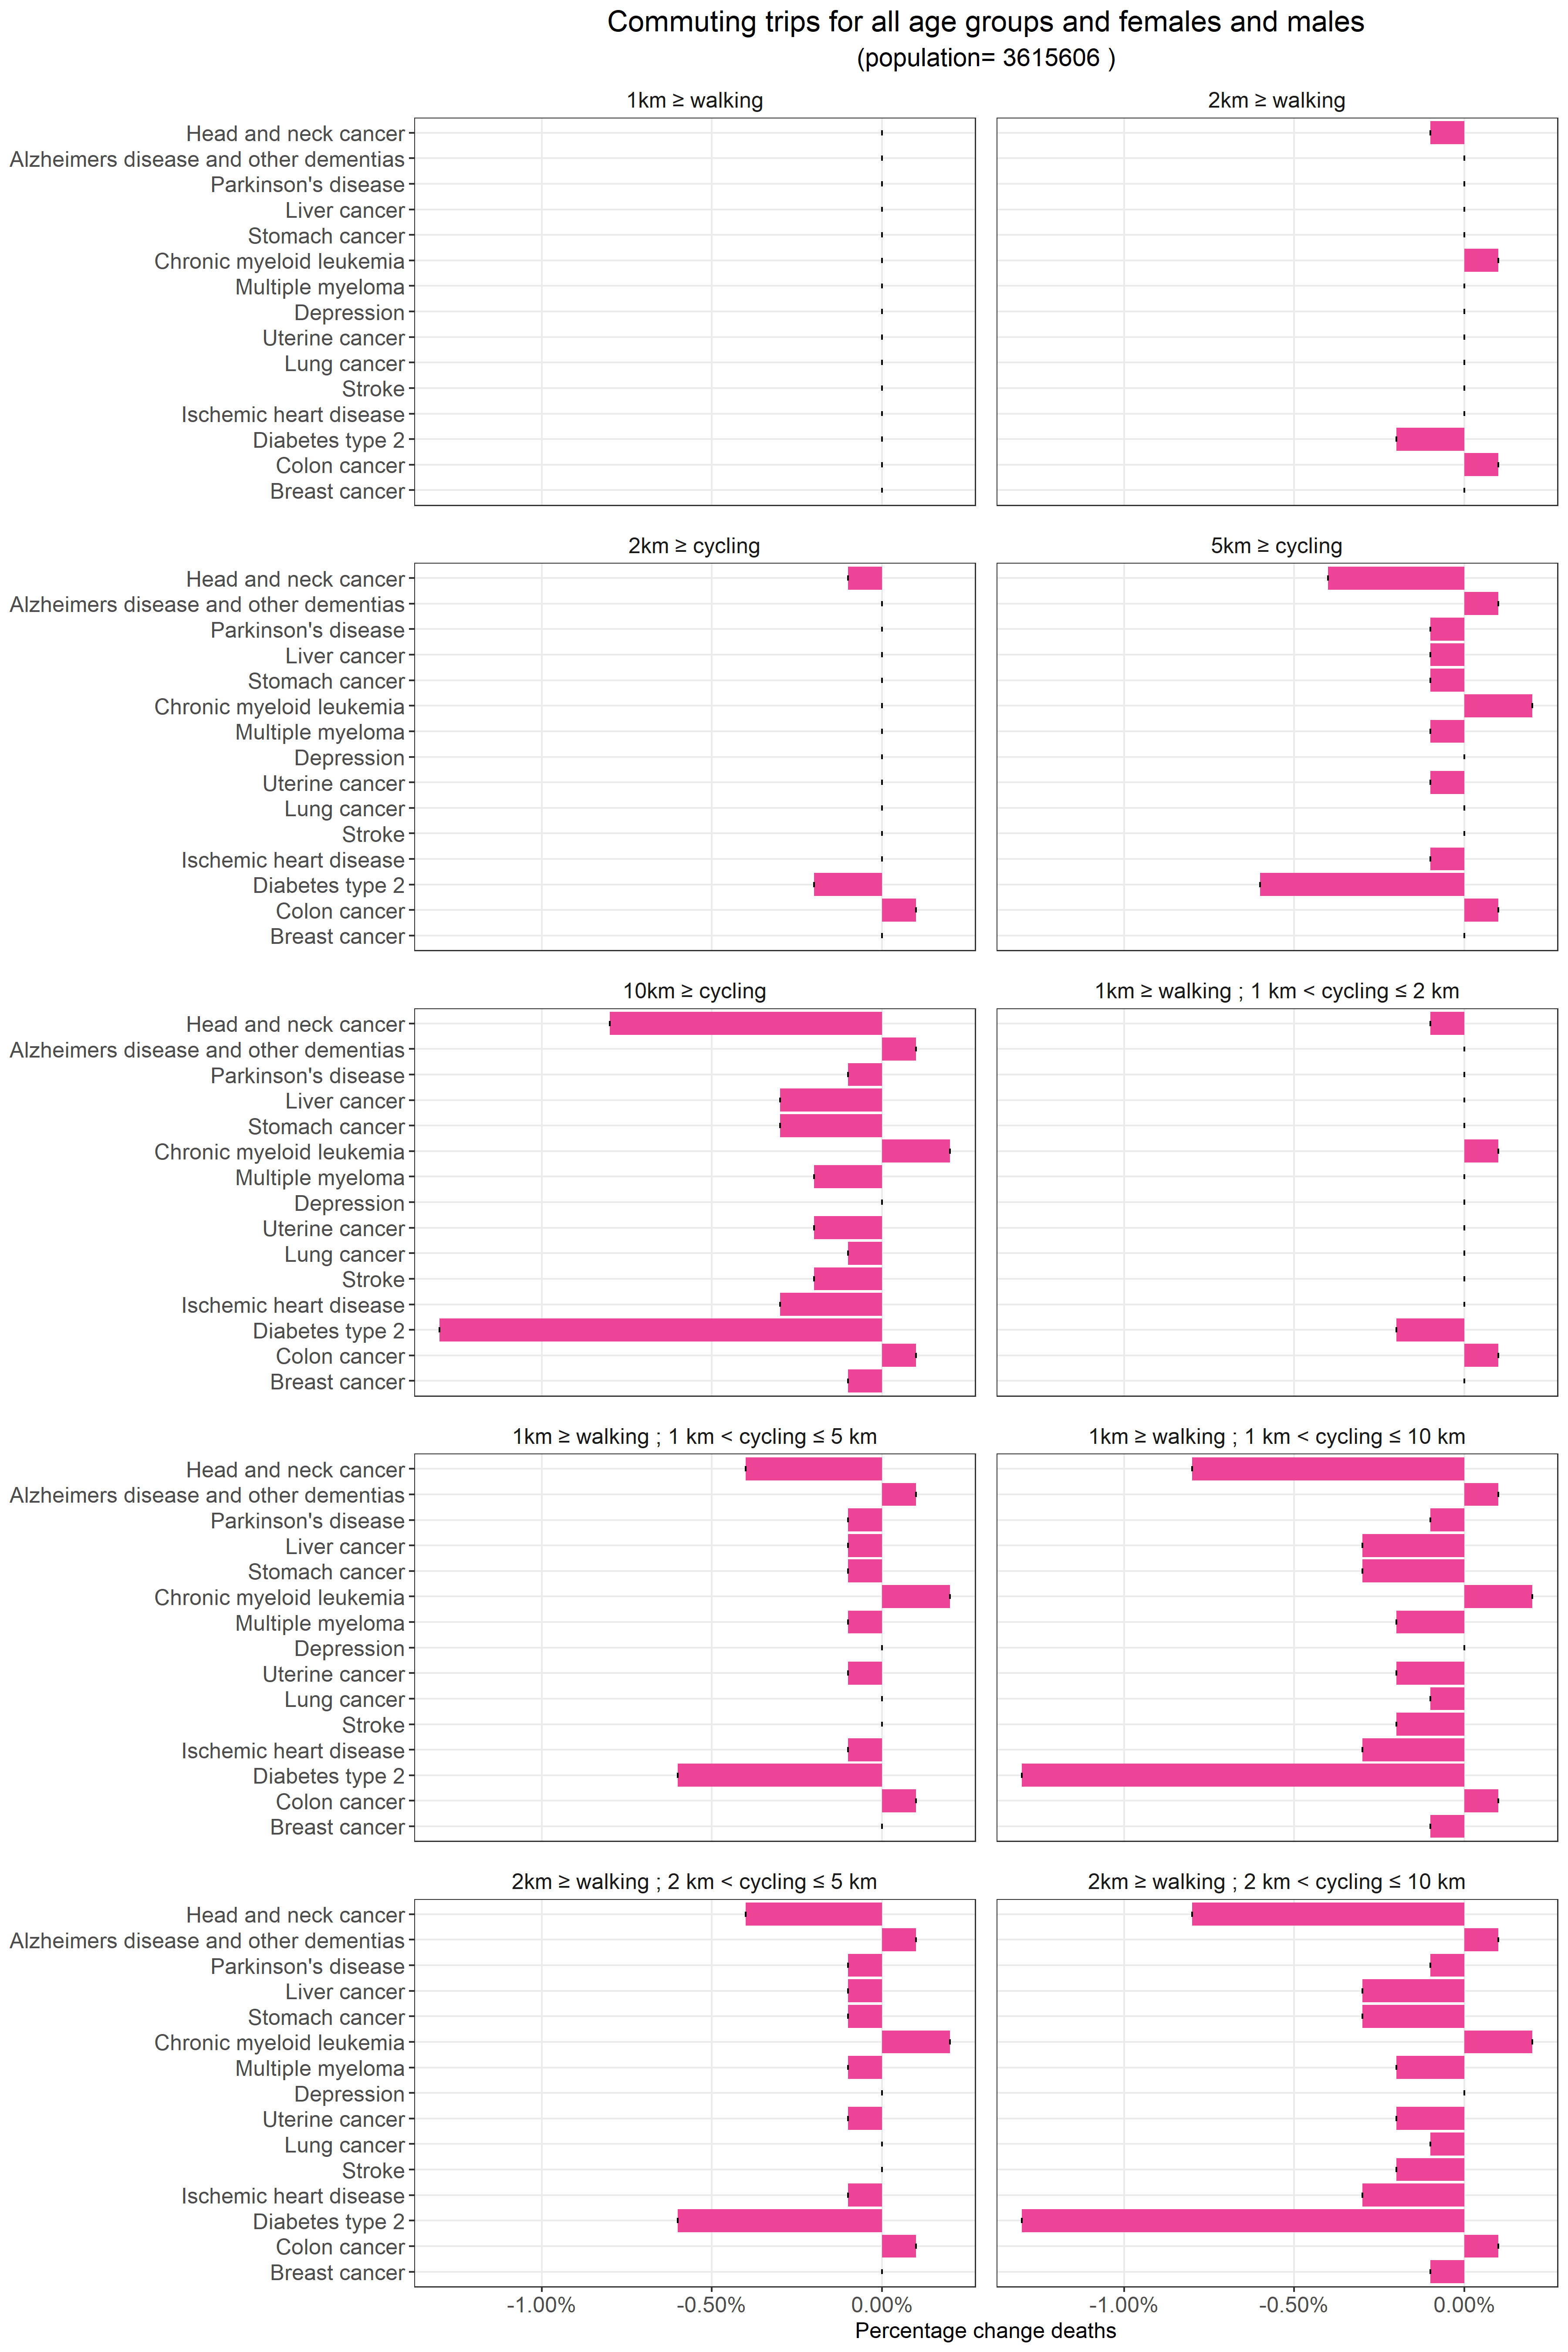 Commuting trips for all age groups and females and males
(population= 3615606 )
1km ≥ walking
2km ≥ walking
Head and neck cancer
Alzheimers disease and other dementias
Parkinson's disease
Liver cancer
Stomach cancer
Chronic myeloid leukemia
Multiple myeloma
Depression
Uterine cancer
Lung cancer
Stroke
Ischemic heart disease
Diabetes type 2
Colon cancer
Breast cancer
2km ≥ cycling
5km ≥ cycling
Head and neck cancer
Alzheimers disease and other dementias
Parkinson's disease
Liver cancer
Stomach cancer
Chronic myeloid leukemia
Multiple myeloma
Depression
Uterine cancer
Lung cancer
Stroke
Ischemic heart disease
Diabetes type 2
Colon cancer
Breast cancer
10km ≥ cycling
1km ≥ walking ; 1 km < cycling ≤ 2 km
Head and neck cancer
Alzheimers disease and other dementias
Parkinson's disease
Liver cancer
Stomach cancer
Chronic myeloid leukemia
Multiple myeloma
Depression
Uterine cancer
Lung cancer
Stroke
Ischemic heart disease
Diabetes type 2
Colon cancer
Breast cancer
1km ≥ walking ; 1 km < cycling ≤ 5 km
1km ≥ walking ; 1 km < cycling ≤ 10 km
Head and neck cancer
Alzheimers disease and other dementias
Parkinson's disease
Liver cancer
Stomach cancer
Chronic myeloid leukemia
Multiple myeloma
Depression
Uterine cancer
Lung cancer
Stroke
Ischemic heart disease
Diabetes type 2
Colon cancer
Breast cancer
2km ≥ walking ; 2 km < cycling ≤ 5 km
2km ≥ walking ; 2 km < cycling ≤ 10 km
Head and neck cancer
Alzheimers disease and other dementias
Parkinson's disease
Liver cancer
Stomach cancer
Chronic myeloid leukemia
Multiple myeloma
Depression
Uterine cancer
Lung cancer
Stroke
Ischemic heart disease
Diabetes type 2
Colon cancer
Breast cancer
-1.00% -0.50% 0.00%
-1.00% -0.50% 0.00%
Percentage change deaths